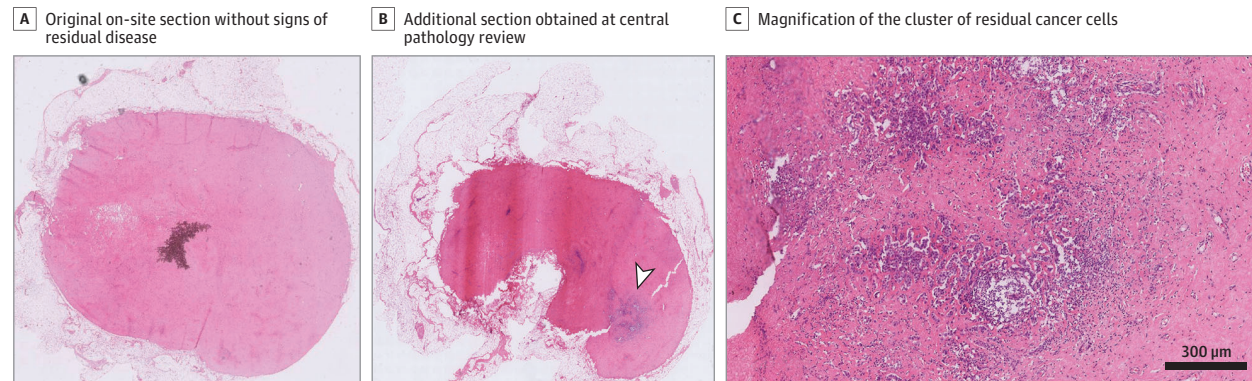 A Original on-site section without signs of
residual disease
B Additional section obtained at central
pathology review
C Magnification of the cluster of residual cancer cells
300 µm